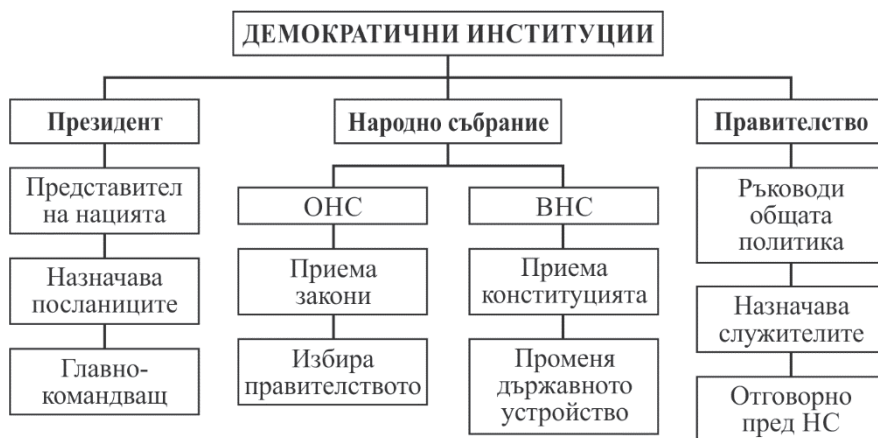 ДЕМОКРАТИЧНИ ИНСТИТУЦИИ
Президент
Представител
на нацията
Назначава
посланиците
Главно-
командващ
Народно събрание
ОНС
Приема
закони
Избира
правителството
ВНС
Приема
конституцията
Променя
държавното
устройство
Правителство
Ръководи
общата
политика
Назначава
служителите
Отговорно
пред НС